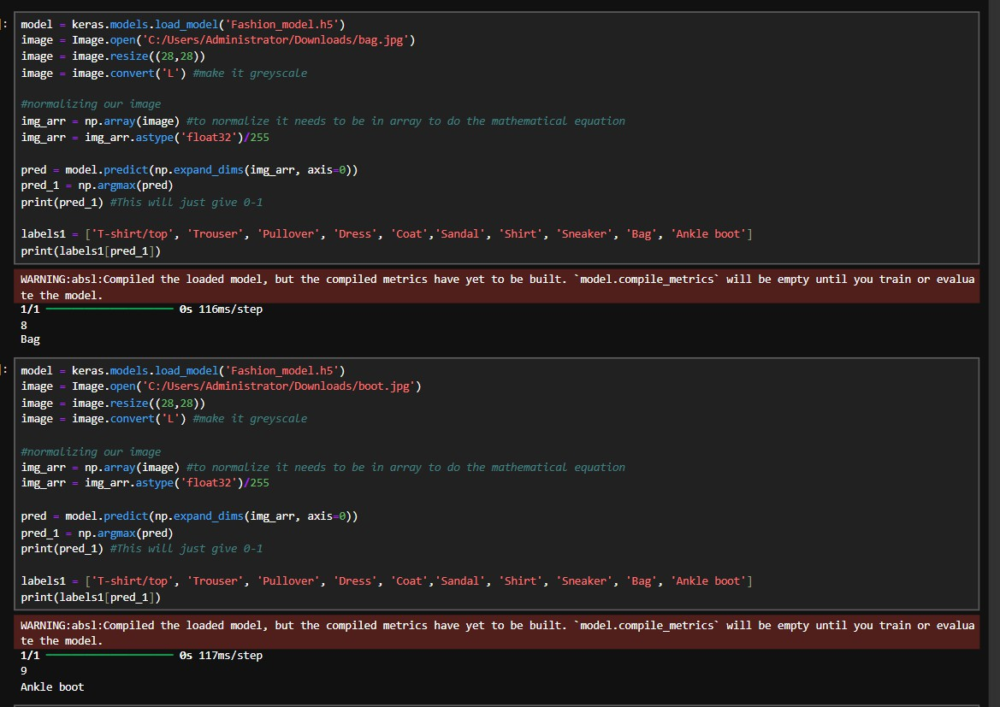 :
model = keras.models.load_model('Fashion_model.h5')
image = Image.open('C:/Users/Administrator/Downloads/bag.jpg')
image = image.resize((28,28))
image = image.convert('L') #make it greyscale
#normalizing our image
img_arr = np.array(image) #to normalize it needs to be in array to do the mathematical equation
img_arr = img_arr.astype('float32')/255
pred = model.predict(np.expand_dims(img_arr, axis=0))
pred_1 = np.argmax(pred)
print(pred_1) #This will just give 0-1
labels1 = ['T-shirt/top', 'Trouser', 'Pullover', 'Dress', 'Coat','Sandal', 'Shirt', 'Sneaker', 'Bag', 'Ankle boot']
print(labels1[pred_1])
WARNING:absl:Compiled the loaded model, but the compiled metrics have yet to be built. `model.compile_metrics` will be empty until you train or evalua
te the model.
1/1 0s 116ms/step
8
Bag
]:
model = keras.models.load_model('Fashion_model.h5')
image = Image.open('C:/Users/Administrator/Downloads/boot.jpg')
image = image.resize((28,28))
image = image.convert('L') #make it greyscale
#normalizing our image
img_arr = np.array(image) #to normalize it needs to be in array to do the mathematical equation
img_arr = img_arr.astype('float32')/255
pred = model.predict(np.expand_dims(img_arr, axis=0))
pred_1 = np.argmax(pred)
print(pred_1) #This will just give 0-1
labels1 = ['T-shirt/top', 'Trouser', 'Pullover', 'Dress', 'Coat','Sandal', 'Shirt', 'Sneaker', 'Bag', 'Ankle boot']
print(labels1[pred_1])
WARNING:absl:Compiled the loaded model, but the compiled metrics have yet to be built. `model.compile_metrics` will be empty until you train or evalua
te the model.
1/1 0s 117ms/step
9
Ankle boot